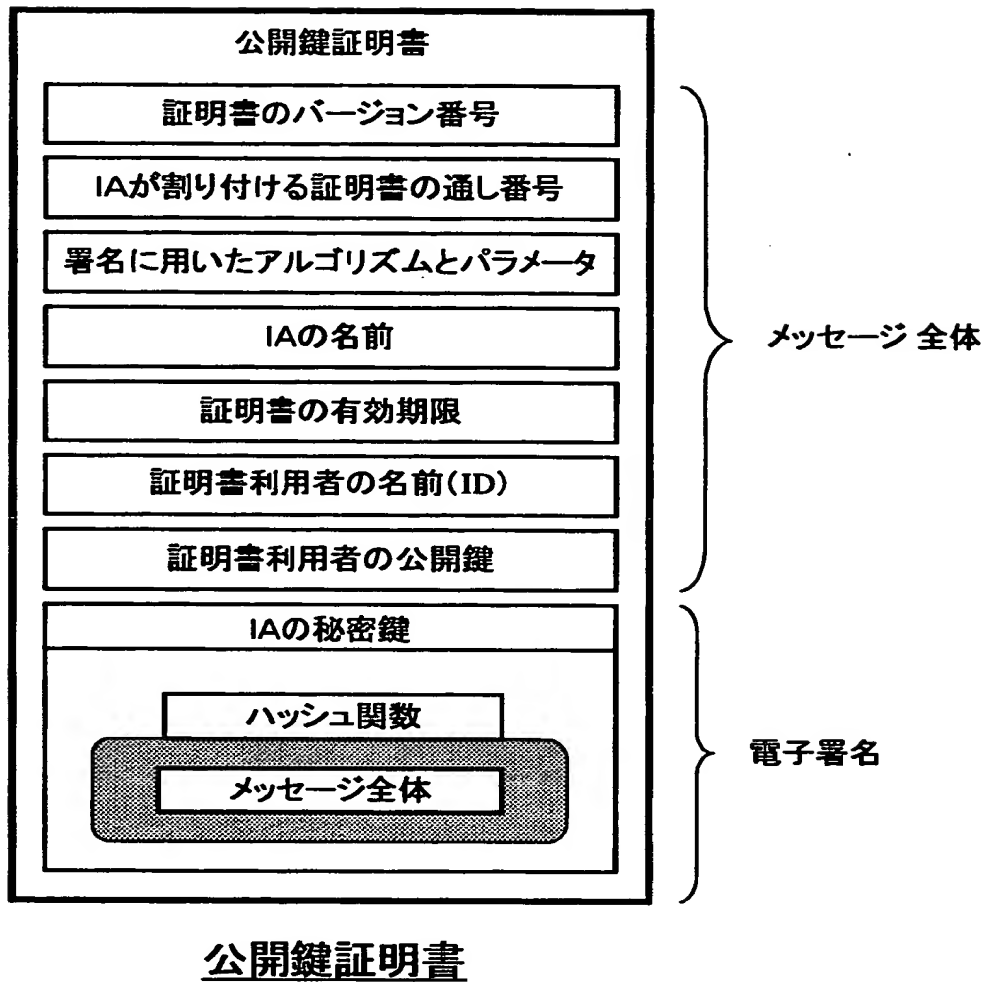 公開鍵証明書
証明書のバージョン番号
IAが割り付ける証明書の通し番号
署名に用いたアルゴリズムとパラメータ
IAの名前
証明書の有効期限
証明書利用者の名前(ID)
証明書利用者の公開鍵
メッセージ 全体
IAの秘密鍵
ハッシュ関数
メッセージ全体
電子署名
公開鍵証明書